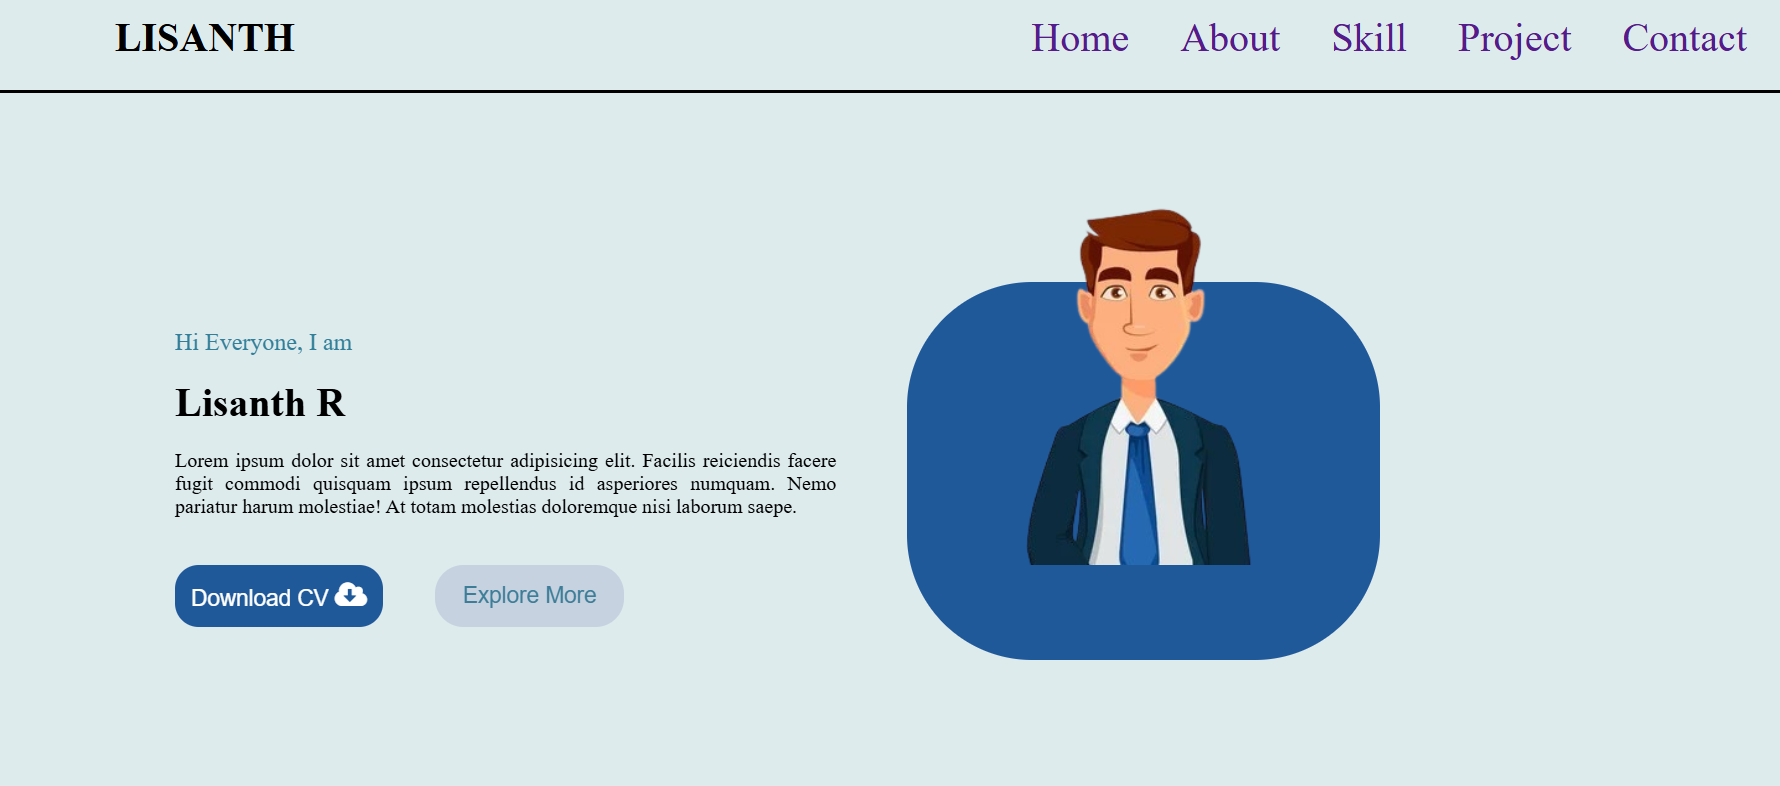 LISANTH
Home About Skill Project Contact
Hi Everyone, I am
Lisanth R
Lorem ipsum dolor sit amet consectetur adipisicing elit. Facilis reiciendis facere
fugit commodi quisquam ipsum repellendus id asperiores numquam. Nemo
pariatur harum molestiae! At totam molestias doloremque nisi laborum saepe.
Download CV
Explore More